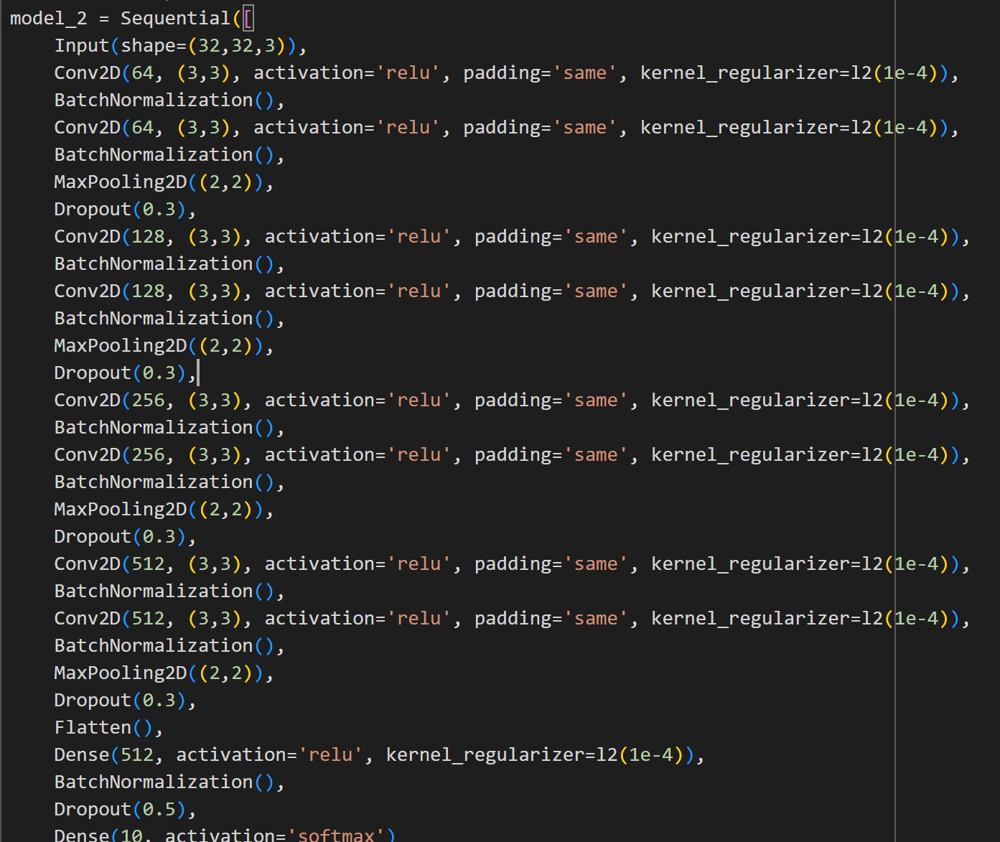 model_2 = Sequential([
    Input(shape=(32,32,3)),
    Conv2D(64, (3,3), activation='relu', padding='same', kernel_regularizer=l2(1e-4)),
    BatchNormalization(),
    Conv2D(64, (3,3), activation='relu', padding='same', kernel_regularizer=l2(1e-4)),
    BatchNormalization(),
    MaxPooling2D((2,2)),
    Dropout(0.3),
    Conv2D(128, (3,3), activation='relu', padding='same', kernel_regularizer=l2(1e-4)),
    BatchNormalization(),
    Conv2D(128, (3,3), activation='relu', padding='same', kernel_regularizer=l2(1e-4)),
    BatchNormalization(),
    MaxPooling2D((2,2)),
    Dropout(0.3),
    Conv2D(256, (3,3), activation='relu', padding='same', kernel_regularizer=l2(1e-4)),
    BatchNormalization(),
    Conv2D(256, (3,3), activation='relu', padding='same', kernel_regularizer=l2(1e-4)),
    BatchNormalization(),
    MaxPooling2D((2,2)),
    Dropout(0.3),
    Conv2D(512, (3,3), activation='relu', padding='same', kernel_regularizer=l2(1e-4)),
    BatchNormalization(),
    Conv2D(512, (3,3), activation='relu', padding='same', kernel_regularizer=l2(1e-4)),
    BatchNormalization(),
    MaxPooling2D((2,2)),
    Dropout(0.3),
    Flatten(),
    Dense(512, activation='relu', kernel_regularizer=l2(1e-4)),
    BatchNormalization(),
    Dropout(0.5),
    Dense(10, activation='softmax')